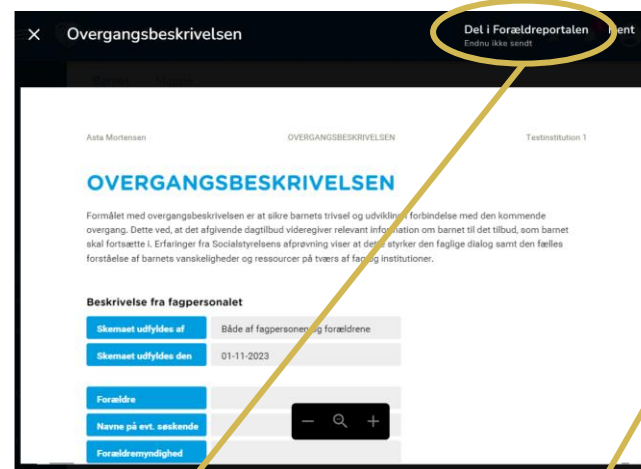 Overgangsbeskrivelsen
Del i Forældreportalen
Hent
Endnu ikke sendt
Asta Mortensen
OVERGANGSBESKRIVELSEN
Testinstitution 1
OVERGANGSBESKRIVELSEN
Formålet med overgangsbeskrivelsen er at sikre barnets trivsel og udvikling i forbindelse med den kommende
overgang. Dette ved, at det afgivende dagtilbud videregiver relevant information om barnet til det tilbud, som barnet
skal fortsætte i. Erfaringer fra Socialstyrelsens afprøvning viser at dette styrker den faglige dialog samt den fælles
forståelse af barnets vanskeligheder og ressourcer på tværs af fag og institutioner.
Beskrivelse fra fagpersonalet
Skemaet udfyldes af Både af fagpersonen og forældrene
Skemaet udfyldes den 01-11-2023
Forældre
Navne på evt. søskende
Forældremyndighed